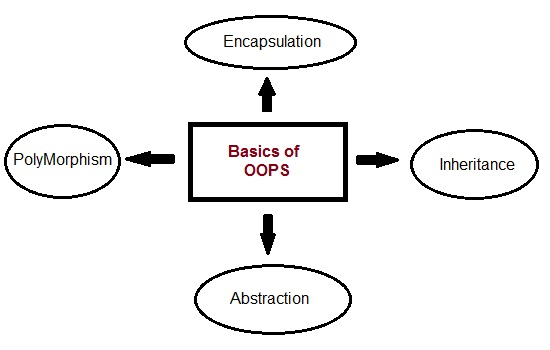 Encapsulation
PolyMorphism
Basics of
OOPS
Inheritance
Abstraction